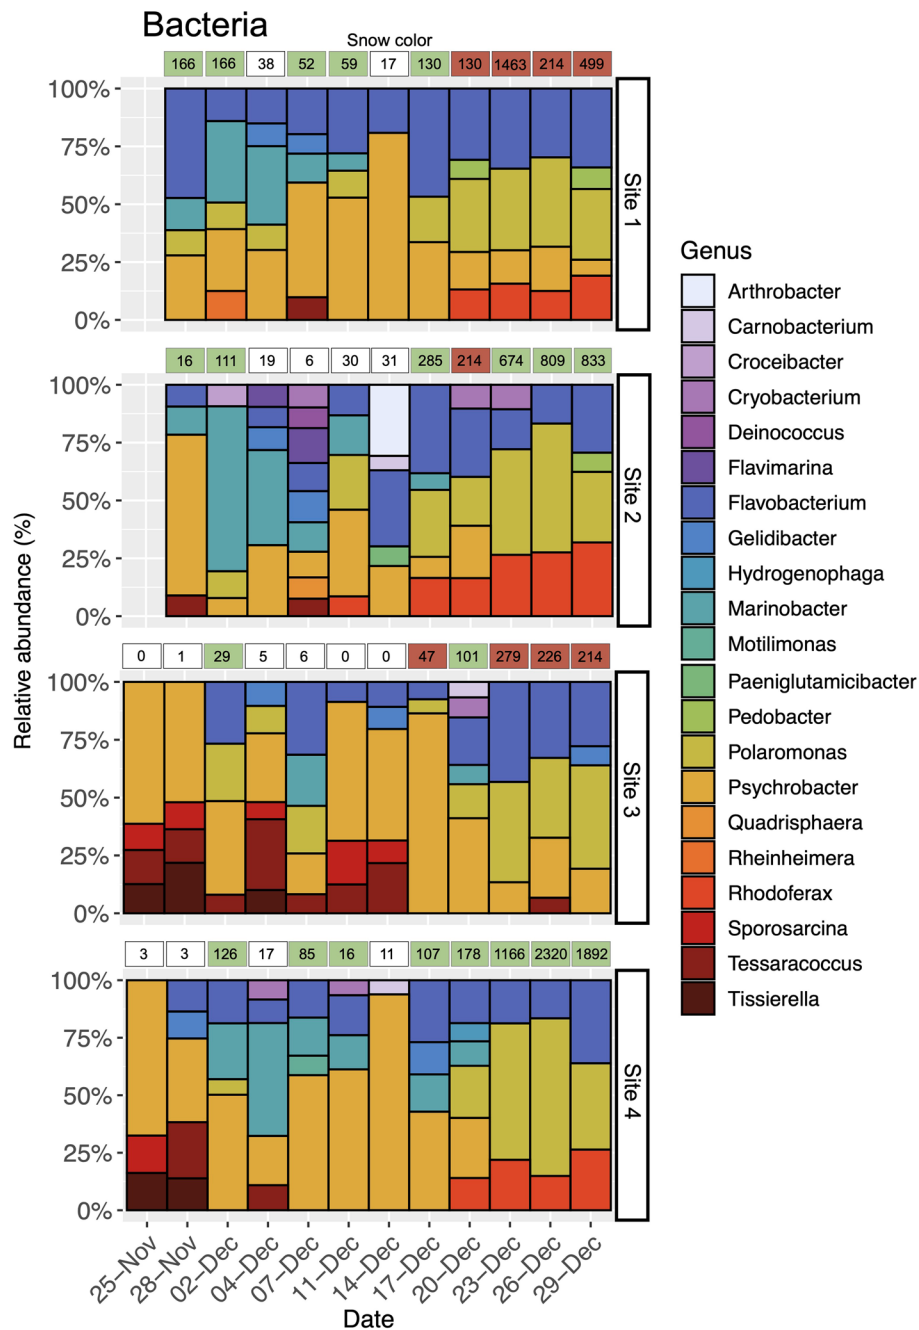 Bacteria
Snow color
166 166 38 52 59 17 130 130 1463 214 499
100%
75%
50%
25%
0%
Site 1
16 111 19 6 30 31 285 214 674 809 833
100%
75%
50%
25%
0%
Site 2
0 1 29 5 6 0 0 47 101 279 226 214
100%
75%
50%
25%
0%
Site 3
3 3 126 17 85 16 11 107 178 1166 2320 1892
100%
75%
50%
25%
0%
Site 4
Relative abundance (%)
25–Nov
28–Nov
02–Dec
04–Dec
07–Dec
11–Dec
14–Dec
17–Dec
20–Dec
23–Dec
26–Dec
29–Dec
Date
Genus
Arthrobacter
Carnobacterium
Croceibacter
Cryobacterium
Deinococcus
Flavimarina
Flavobacterium
Gelidibacter
Hydrogenophaga
Marinobacter
Motilimonas
Paeniglutamicibacter
Pedobacter
Polaromonas
Psychrobacter
Quadrisphaera
Rheinheimera
Rhodoferax
Sporosarcina
Tessaracoccus
Tissierella